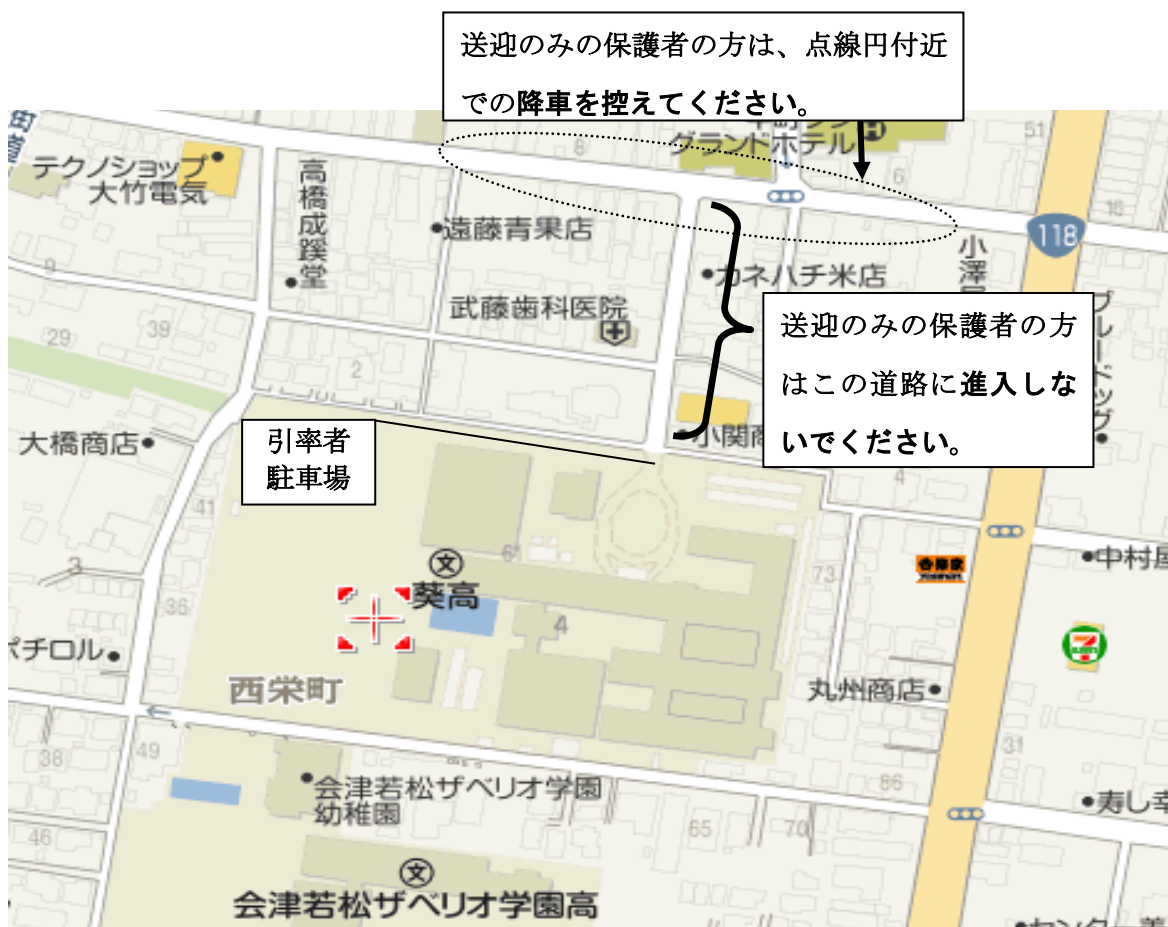 送迎のみの保護者の方は、点線円付近
での降車を控えてください。
グランドホテル
51
8
6
16
テクノショップ
大竹電気
高橋成蹊堂
遠藤青果店
118
小澤
カネハチ米店
9
武藤歯科医院
29
39
2
送迎のみの保護者の方
はこの道路に進入しな
いでください。
ブルードッグ
大橋商店
引率者
駐車場
小関商
4
41
中村屋
吉野家
3
61
文
葵高
73
36
4
ポチロル
西栄町
丸州商店
7
38
49
31
86
会津若松ザベリオ学園
幼稚園
寿し幸
46
65
70
文
会津若松ザベリオ学園高